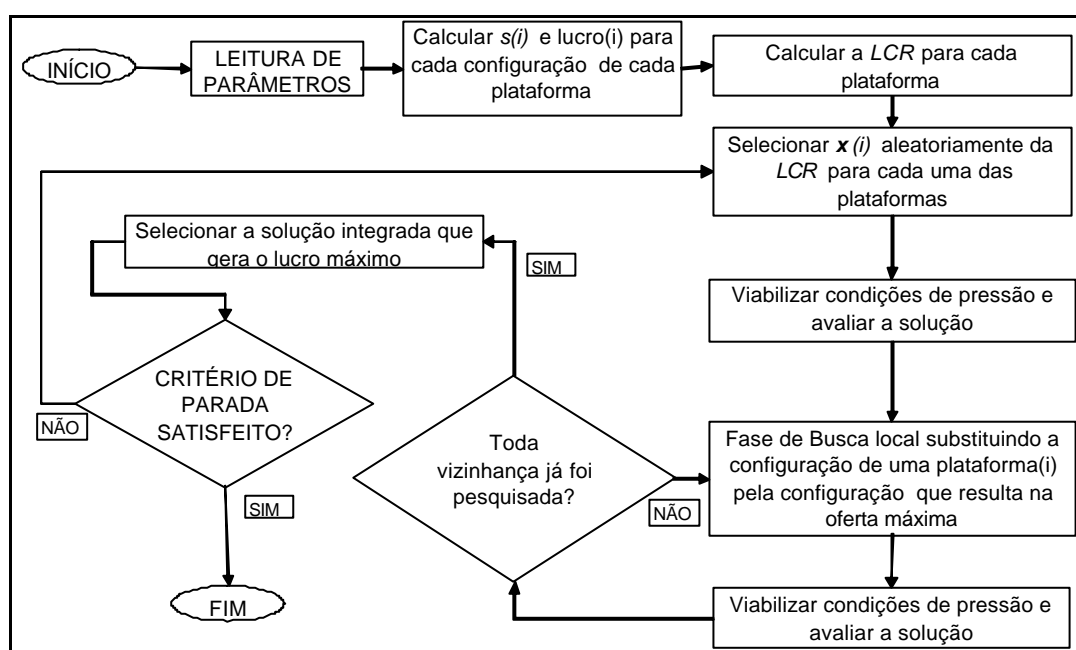 INÍCIO
LEITURA DE
PARÂMETROS
Calcular s(i) e lucro(i) para
cada configuração de cada
plataforma
Calcular a LCR para cada
plataforma
Selecionar x (i) aleatoriamente da
LCR para cada uma das
plataformas
Viabilizar condições de pressão e
avaliar a solução
Fase de Busca local substituindo a
configuração de uma plataforma(i)
pela configuração que resulta na
oferta máxima
Viabilizar condições de pressão e
avaliar a solução
Toda
vizinhança já foi
pesquisada?
NÃO
SIM
Selecionar a solução integrada que
gera o lucro máximo
CRITÉRIO DE
PARADA
SATISFEITO?
NÃO
SIM
FIM